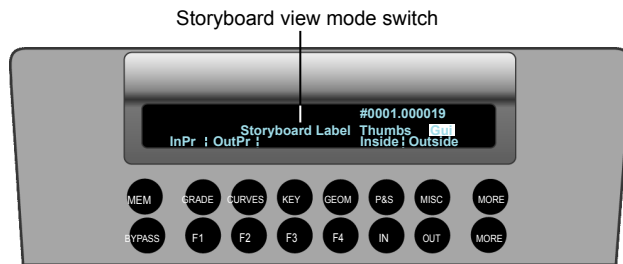 Storyboard view mode switch
#0001.000019
Storyboard Label Thumbs Gui
InPr ¦ OutPr ¦ Inside ¦ Outside
MEM GRADE CURVES KEY GEOM P&S MISC MORE
BYPASS F1 F2 F3 F4 IN OUT MORE